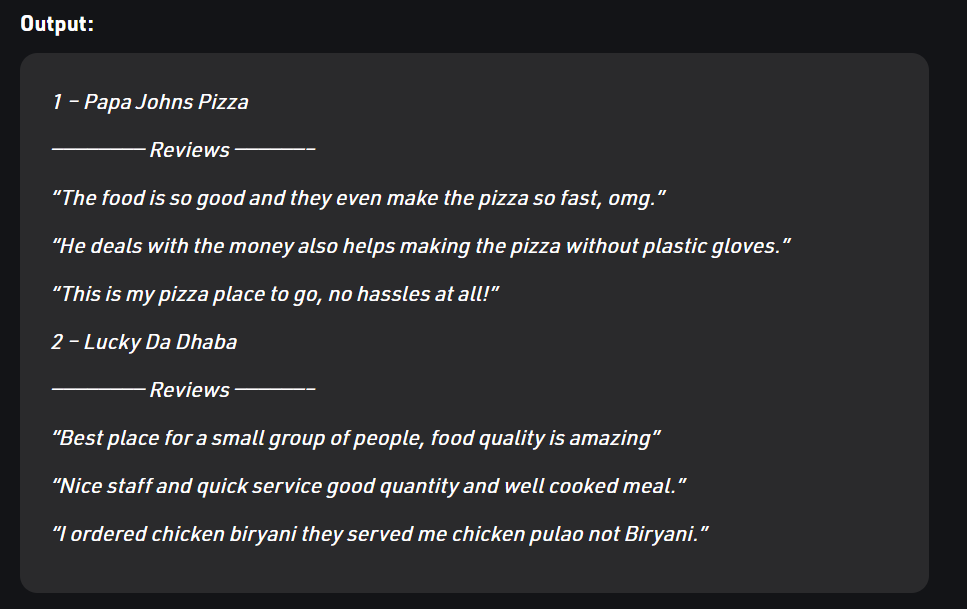 Output:
1 – Papa Johns Pizza
———————– Reviews ——————–
“The food is so good and they even make the pizza so fast, omg.”
“He deals with the money also helps making the pizza without plastic gloves.”
“This is my pizza place to go, no hassles at all!”
2 – Lucky Da Dhaba
———————– Reviews ——————–
“Best place for a small group of people, food quality is amazing”
“Nice staff and quick service good quantity and well cooked meal.”
“I ordered chicken biryani they served me chicken pulao not Biryani.”